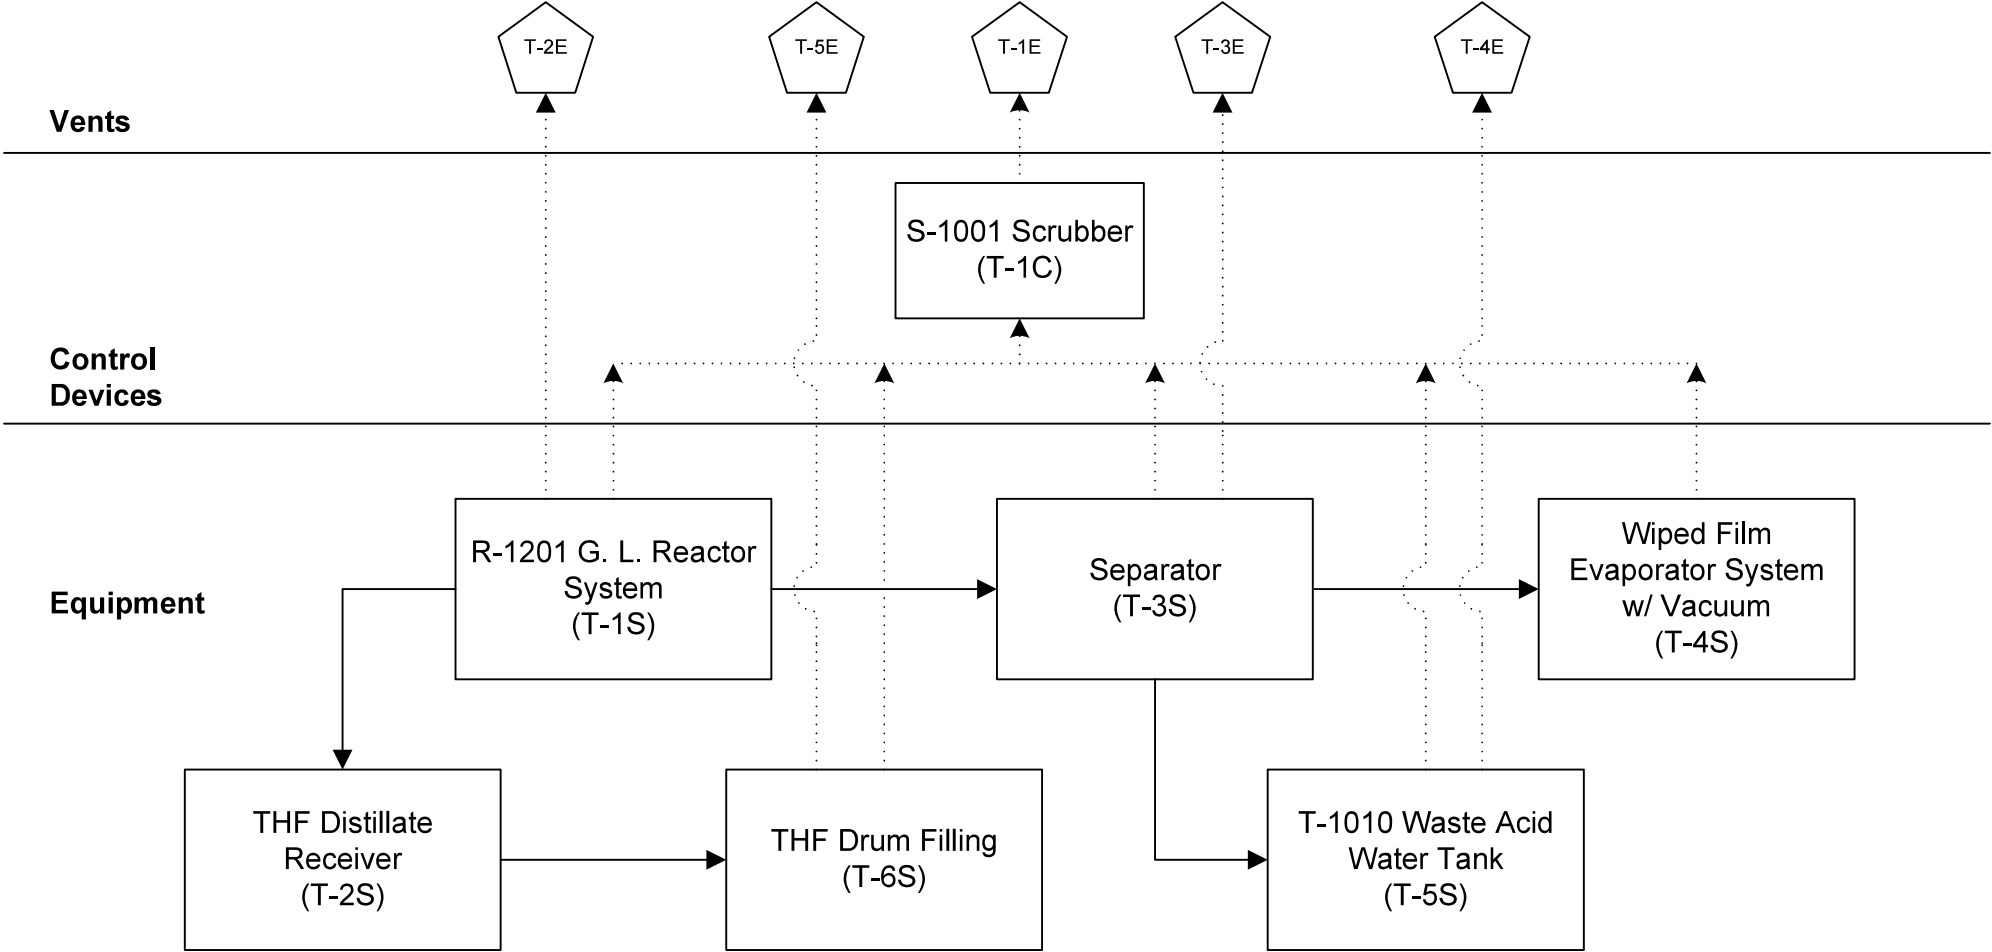 T-2E
T-5E
T-1E
T-3E
T-4E
Vents
S-1001 Scrubber
(T-1C)
Control
Devices
Equipment
R-1201 G. L. Reactor
System
(T-1S)
Separator
(T-3S)
Wiped Film
Evaporator System
w/ Vacuum
(T-4S)
THF Distillate
Receiver
(T-2S)
THF Drum Filling
(T-6S)
T-1010 Waste Acid
Water Tank
(T-5S)